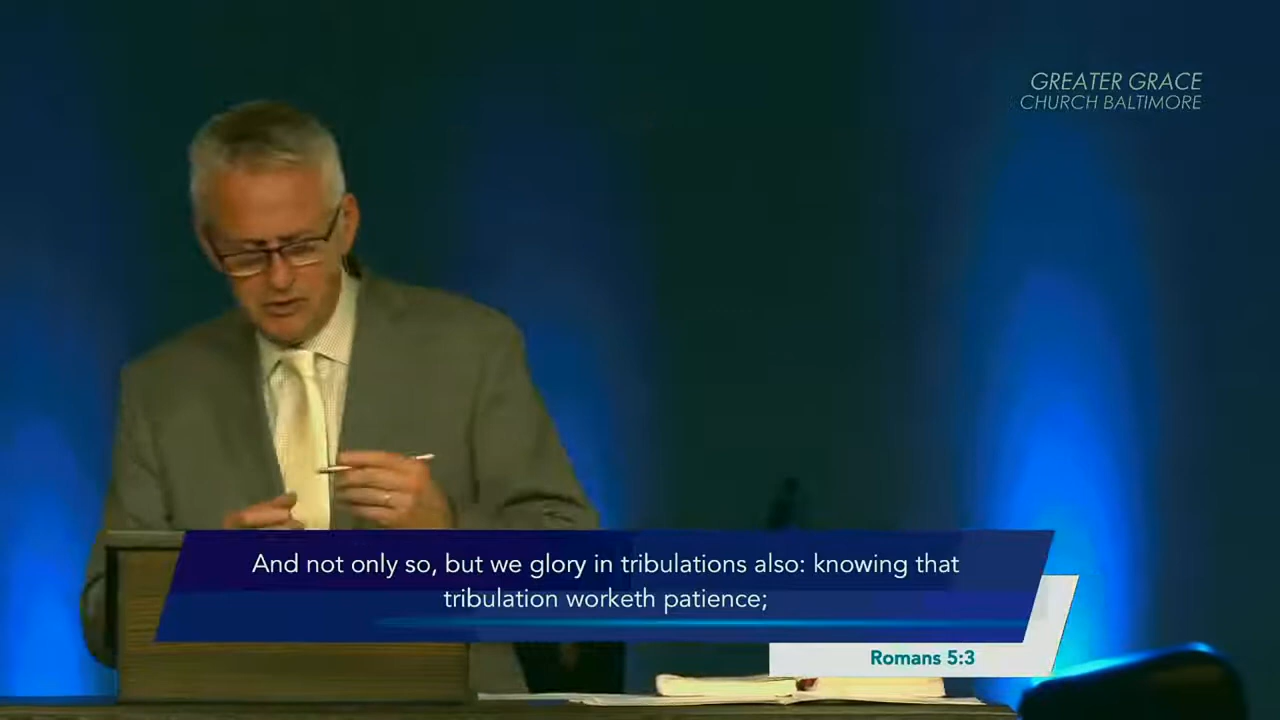 GREATER GRACE
CHURCH BALTIMORE
And not only so, but we glory in tribulations also: knowing that
tribulation worketh patience;
Romans 5:3